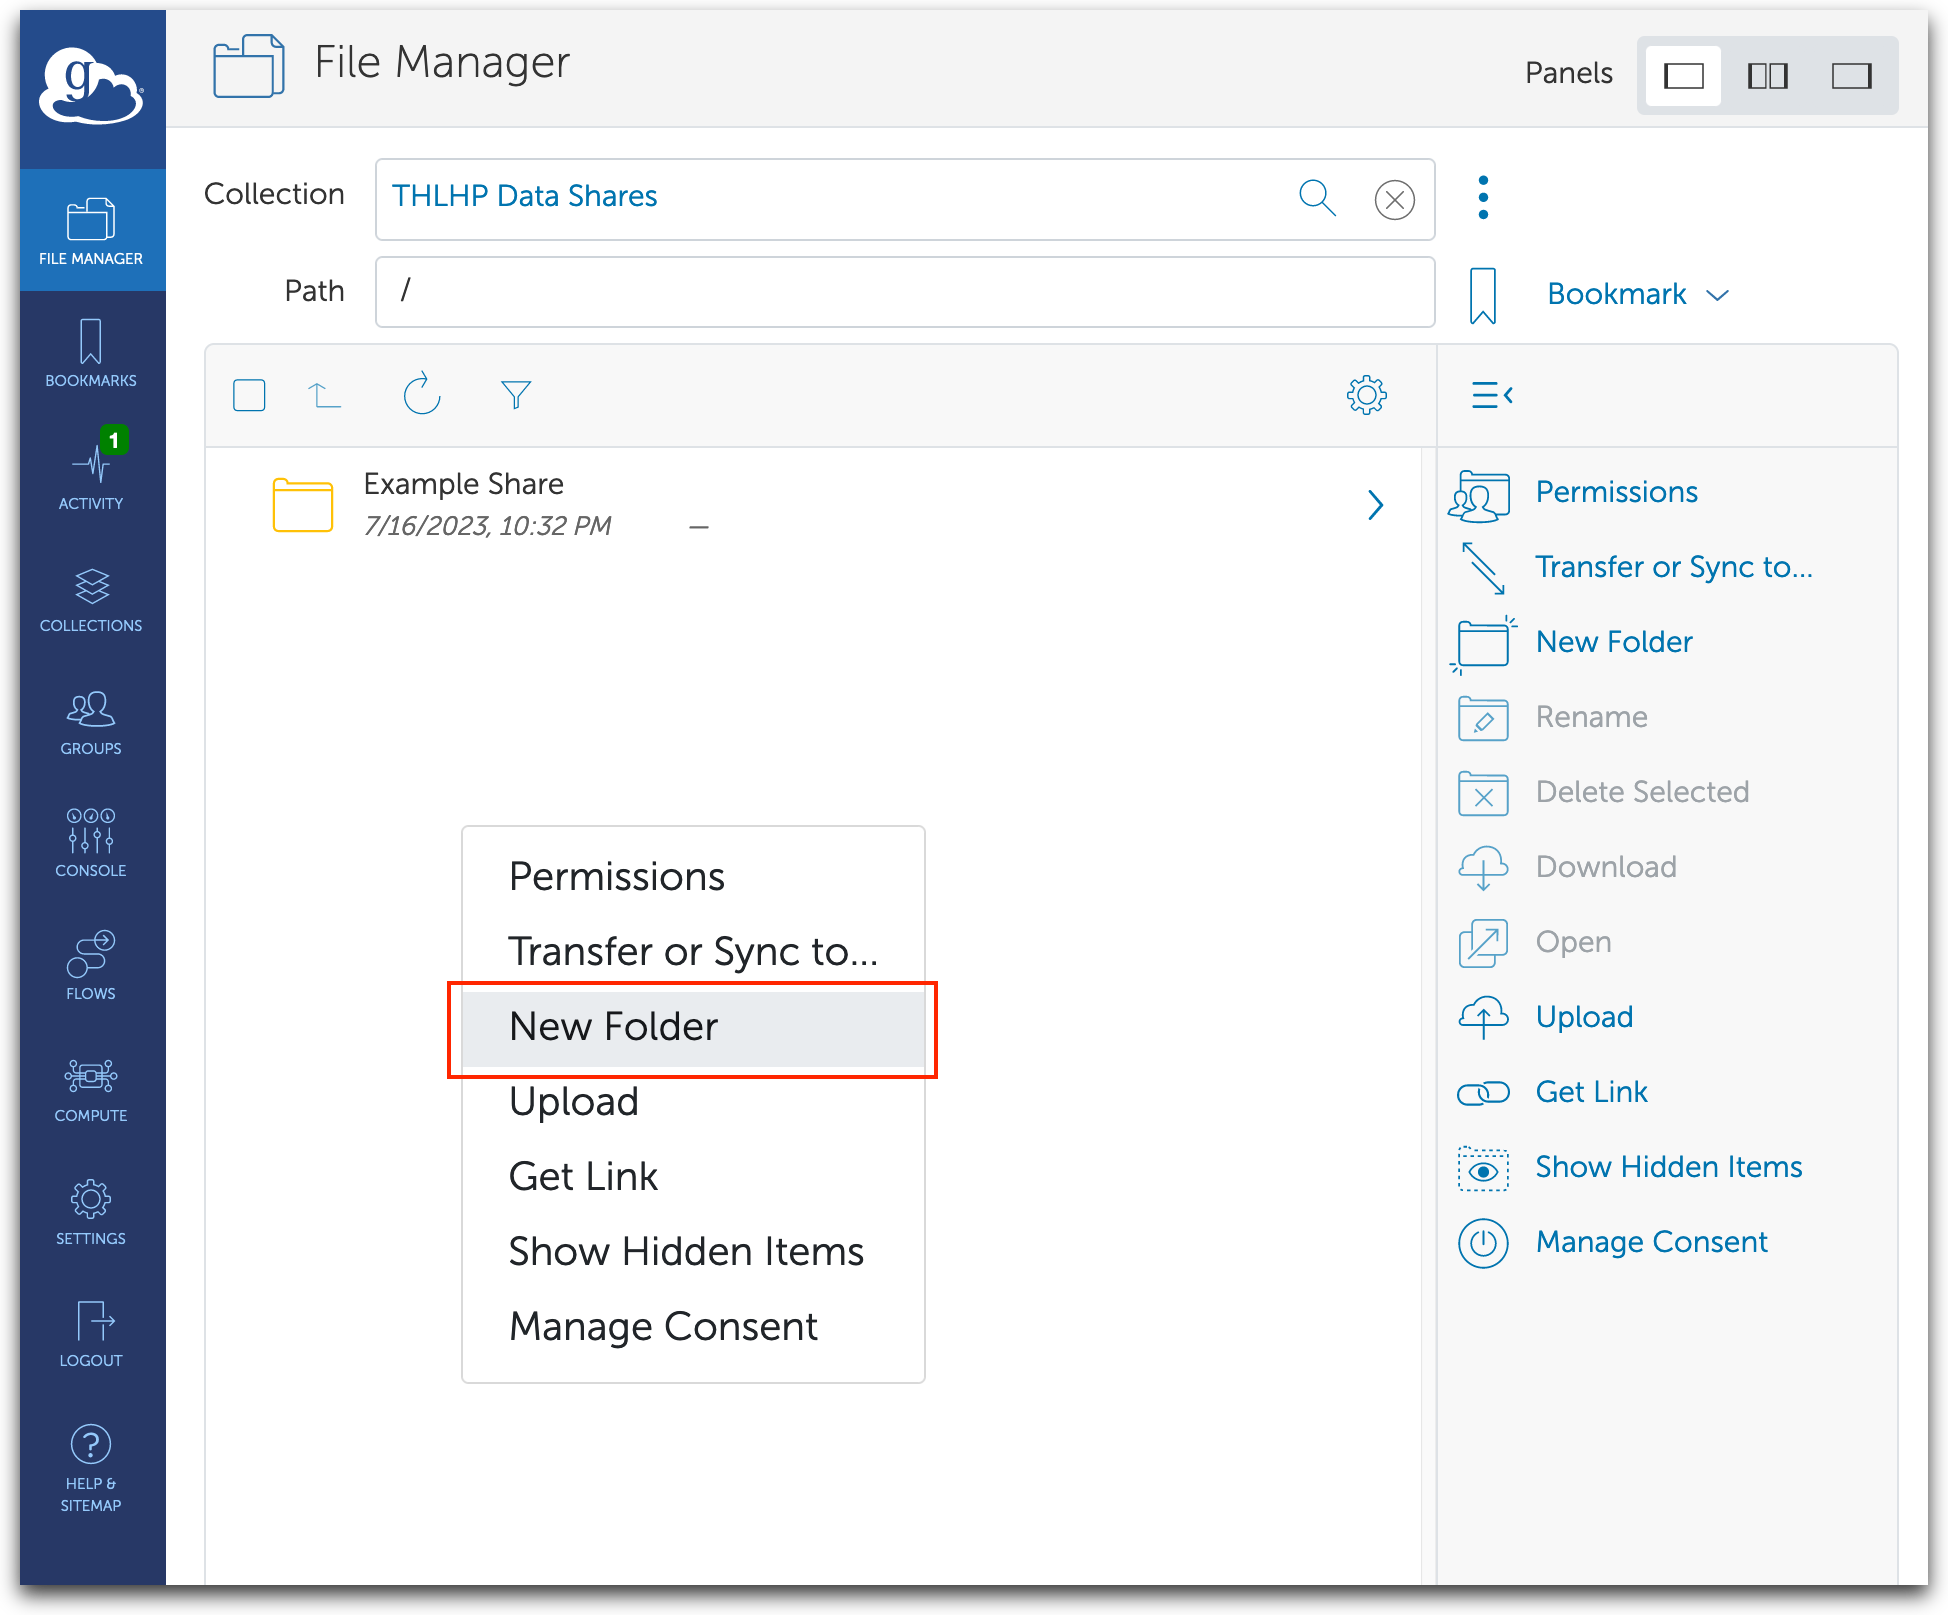 g
File Manager
Panels
Collection
THLHP Data Shares
Path
/
Bookmark
FILE MANAGER
BOOKMARKS
1
ACTIVITY
COLLECTIONS
GROUPS
CONSOLE
FLOWS
COMPUTE
SETTINGS
LOGOUT
HELP &
SITEMAP
Example Share
7/16/2023, 10:32 PM —
Permissions
Transfer or Sync to...
New Folder
Upload
Get Link
Show Hidden Items
Manage Consent
Permissions
Transfer or Sync to...
New Folder
Rename
Delete Selected
Download
Open
Upload
Get Link
Show Hidden Items
Manage Consent